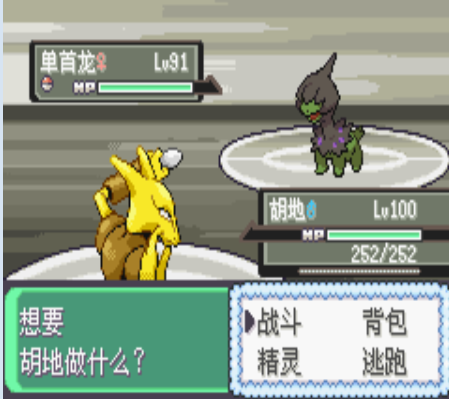 单首龙♀ Lv91
HP
胡地♂ Lv100
HP
252/252
想要
胡地做什么?
战斗 背包
精灵 逃跑